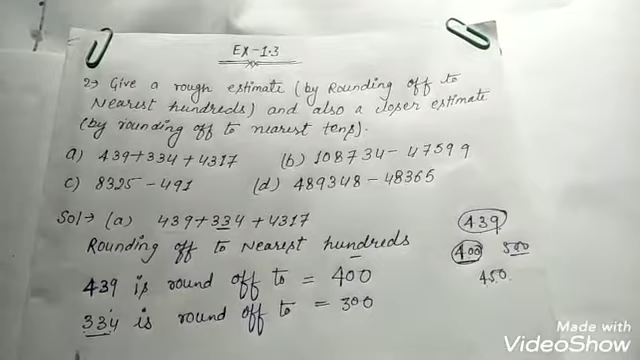 EX-1.3
2→ Give a rough estimate (by Rounding off to
Nearest hundreds) and also a closer estimate
(by rounding off to nearest tens).
a) 439+334+4317 (b) 108734-47599
c) 8325-491 (d) 489348-48365
Sol→ (a) 439+334+4317
Rounding off to Nearest hundreds
439 is round off to = 400
334 is round off to = 300
439
400 500
450
Made with
VideoShow